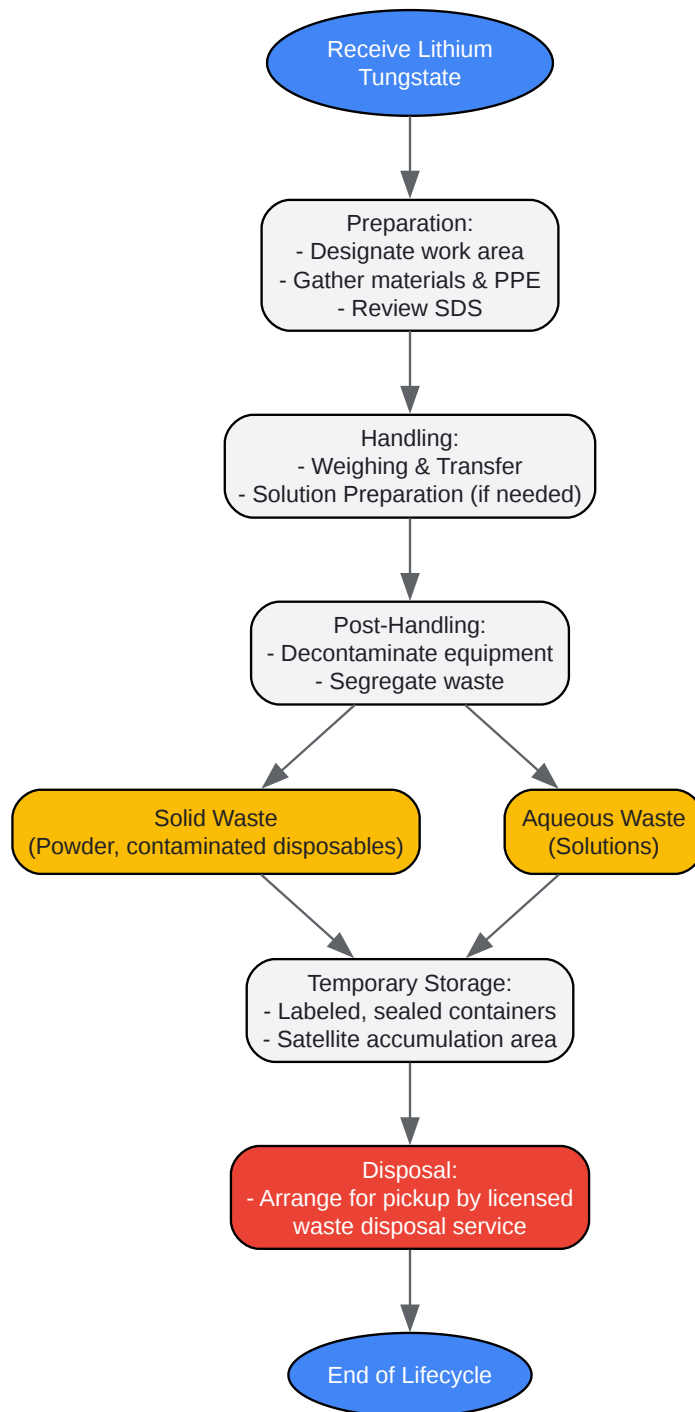 Receive Lithium
Tungstate
Preparation:
- Designate work area
- Gather materials & PPE
- Review SDS
Handling:
- Weighing & Transfer
- Solution Preparation (if needed)
Post-Handling:
- Decontaminate equipment
- Segregate waste
Solid Waste
(Powder, contaminated disposables)
Aqueous Waste
(Solutions)
Temporary Storage:
- Labeled, sealed containers
- Satellite accumulation area
Disposal:
- Arrange for pickup by licensed
waste disposal service
End of Lifecycle